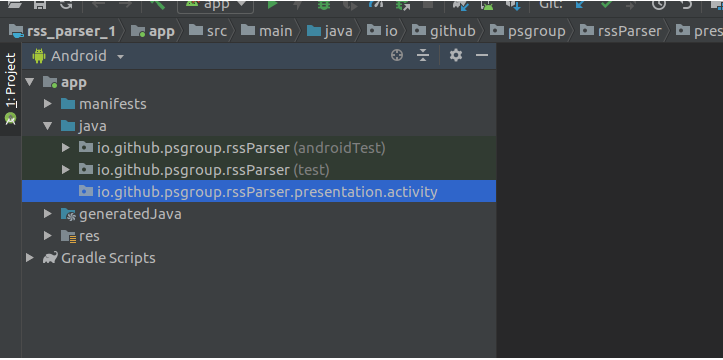 app
Git:
rss_parser_1 app src main java io github psgroup rssParser pres
1: Project
Android
app
manifests
java
io.github.psgroup.rssParser (androidTest)
io.github.psgroup.rssParser (test)
io.github.psgroup.rssParser.presentation.activity
generatedJava
res
Gradle Scripts